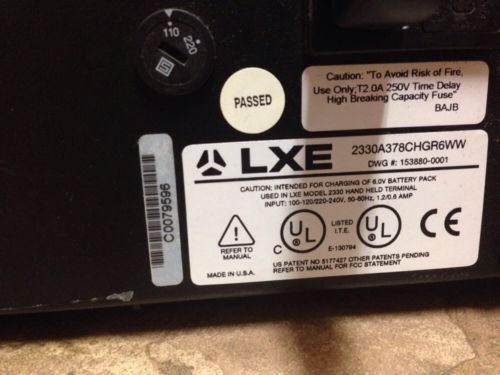 110
220
S
PASSED
Caution: "To Avoid Risk of Fire,
Use Only;T2.0A 250V Time Delay
High Breaking Capacity Fuse"
BAJB
C0079596
LXE 2330A378CHGR6WW
DWG #: 153880-0001
CAUTION: INTENDED FOR CHARGING OF 6.0V BATTERY PACK
USED IN LXE MODEL 2330 HAND HELD TERMINAL
INPUT: 100-120/220-240V, 50-60Hz, 1.2/0.6 AMP
!
REFER TO
MANUAL
C UL ®
LISTED
I.T.E.
E-130794
UL ®
CE
MADE IN U.S.A.
US PATENT NO 5177427 OTHER PATENTS PENDING
REFER TO MANUAL FOR FCC STATEMENT